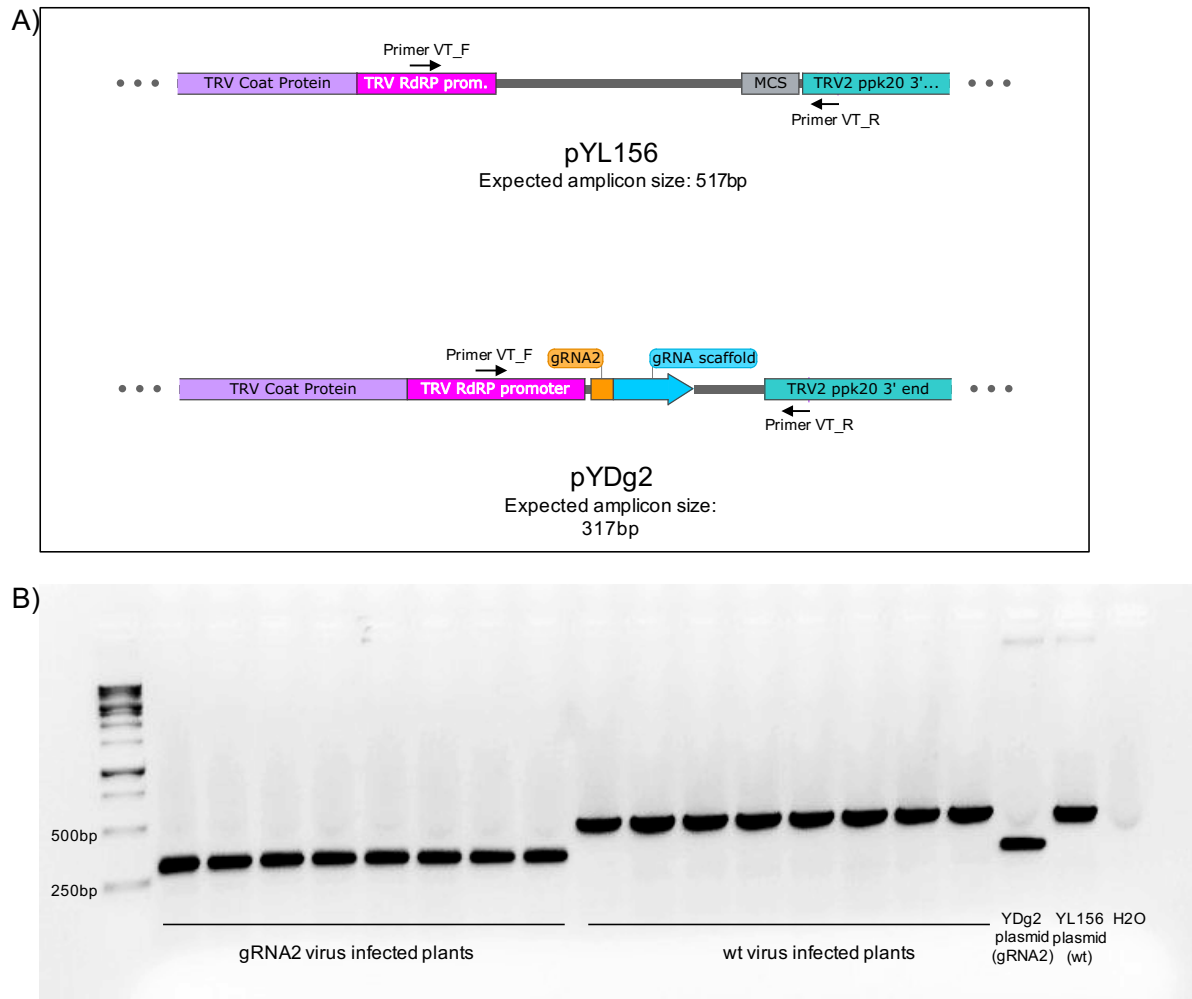 A)
Primer VT_F
TRV Coat Protein
TRV RdRP prom.
MCS
TRV2 ppk20 3'...
Primer VT_R
pYL156
Expected amplicon size: 517bp
Primer VT_F
gRNA2
gRNA scaffold
TRV Coat Protein
TRV RdRP promoter
TRV2 ppk20 3' end
Primer VT_R
pYDg2
Expected amplicon size:
317bp
B)
500bp
250bp
gRNA2 virus infected plants
wt virus infected plants
YDg2
plasmid
(gRNA2)
YL156
plasmid
(wt)
H2O